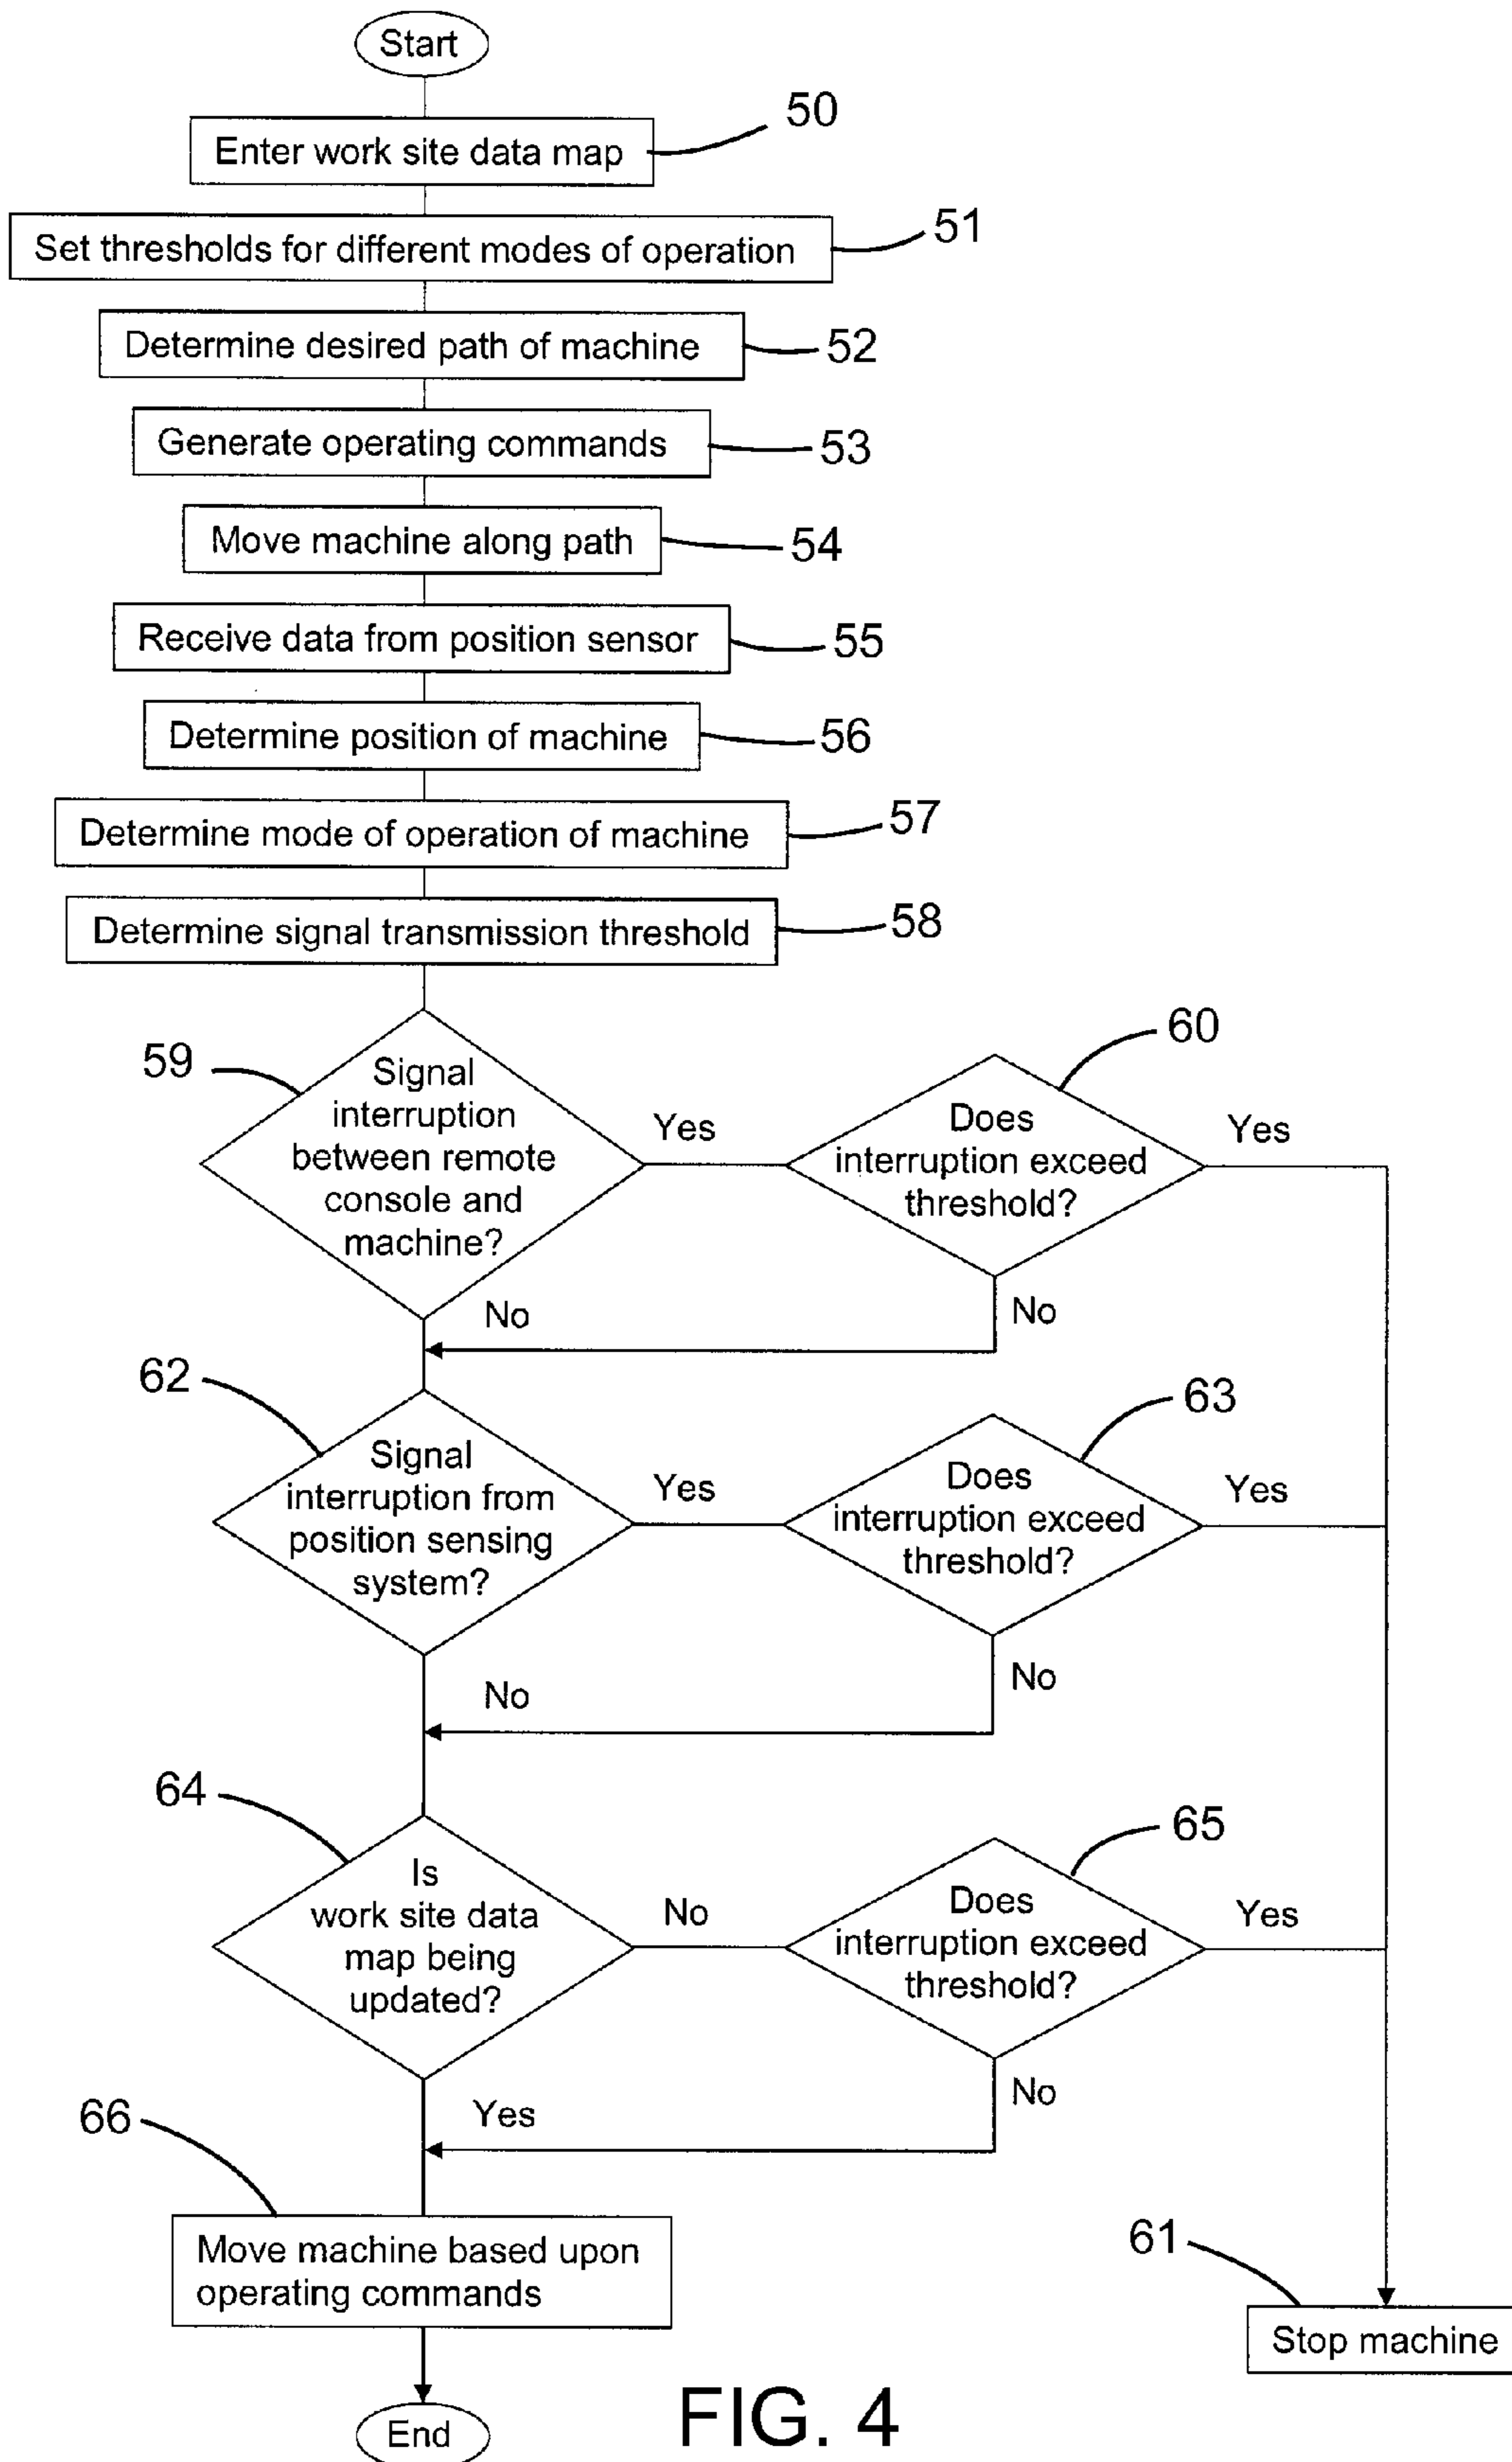 Start
50
Enter work site data map
51
Set thresholds for different modes of operation
52
Determine desired path of machine
53
Generate operating commands
54
Move machine along path
55
Receive data from position sensor
56
Determine position of machine
57
Determine mode of operation of machine
58
Determine signal transmission threshold
59
Signal
interruption
between remote
console and
machine?
Yes
60
Does
interruption exceed
threshold?
Yes
No
No
62
Signal
interruption from
position sensing
system?
Yes
63
Does
interruption exceed
threshold?
Yes
No
No
64
Is
work site data
map being
updated?
No
65
Does
interruption exceed
threshold?
Yes
No
Yes
66
Move machine based upon
operating commands
61
Stop machine
End
FIG. 4